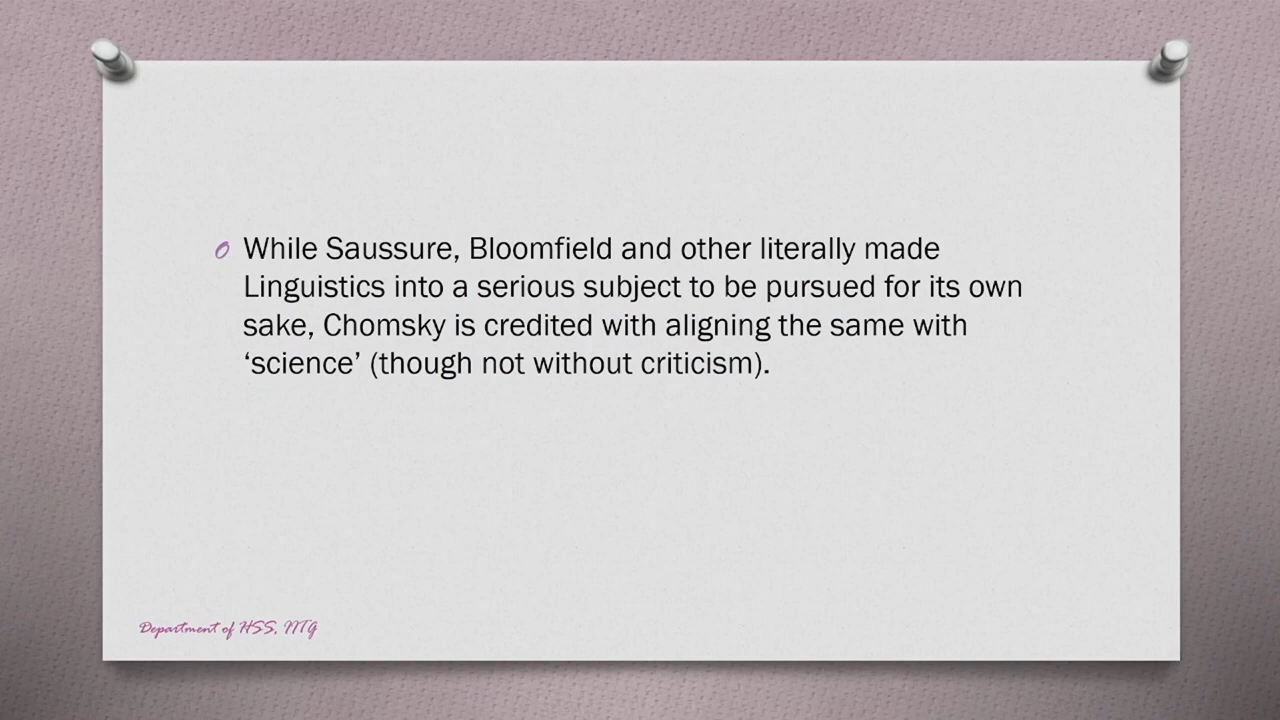 While Saussure, Bloomfield and other literally made
Linguistics into a serious subject to be pursued for its own
sake, Chomsky is credited with aligning the same with
‘science’ (though not without criticism).
Department of HSS, IITG